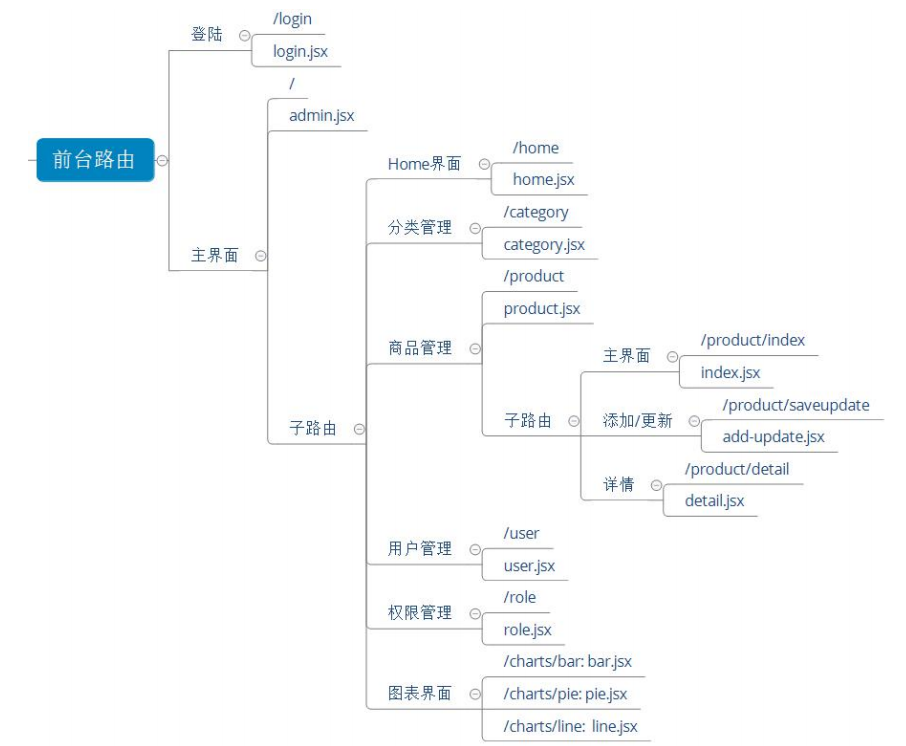 前台路由
登陆
/login
login.jsx
主界面
/
admin.jsx
子路由
Home界面
/home
home.jsx
分类管理
/category
category.jsx
商品管理
/product
product.jsx
子路由
主界面
/product/index
index.jsx
添加/更新
/product/saveupdate
add-update.jsx
详情
/product/detail
detail.jsx
用户管理
/user
user.jsx
权限管理
/role
role.jsx
图表界面
/charts/bar: bar.jsx
/charts/pie: pie.jsx
/charts/line: line.jsx